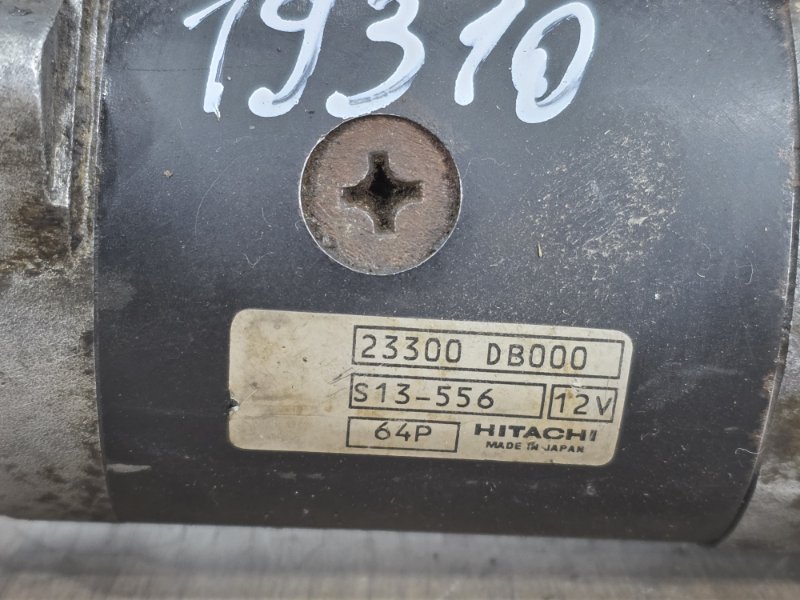 19310
23300 DB000
S13-556 12V
64P HITACHI
MADE IN JAPAN